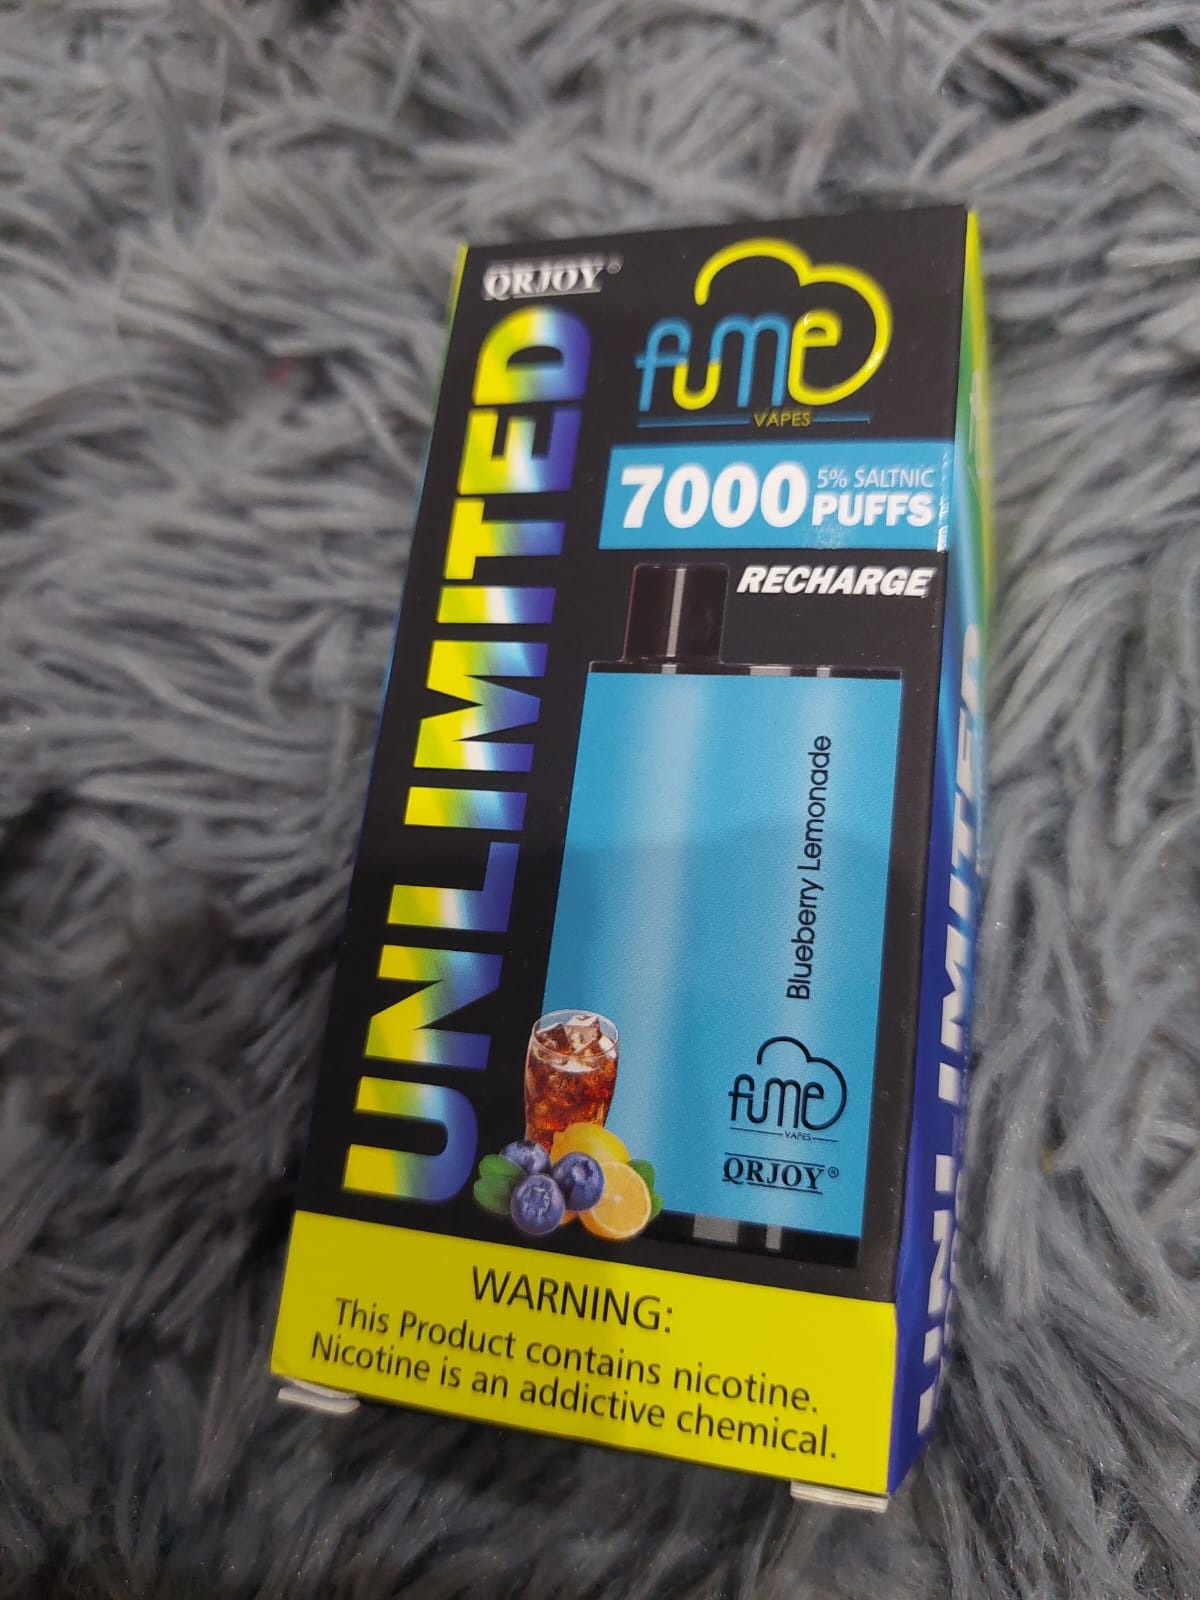 QRJOY®
fume
VAPES
UNLIMITED
7000 5% SALTNIC
PUFFS
RECHARGE
Blueberry Lemonade
fume
VAPES
QRJOY®
WARNING:
This Product contains nicotine.
Nicotine is an addictive chemical.
UNLIMITED